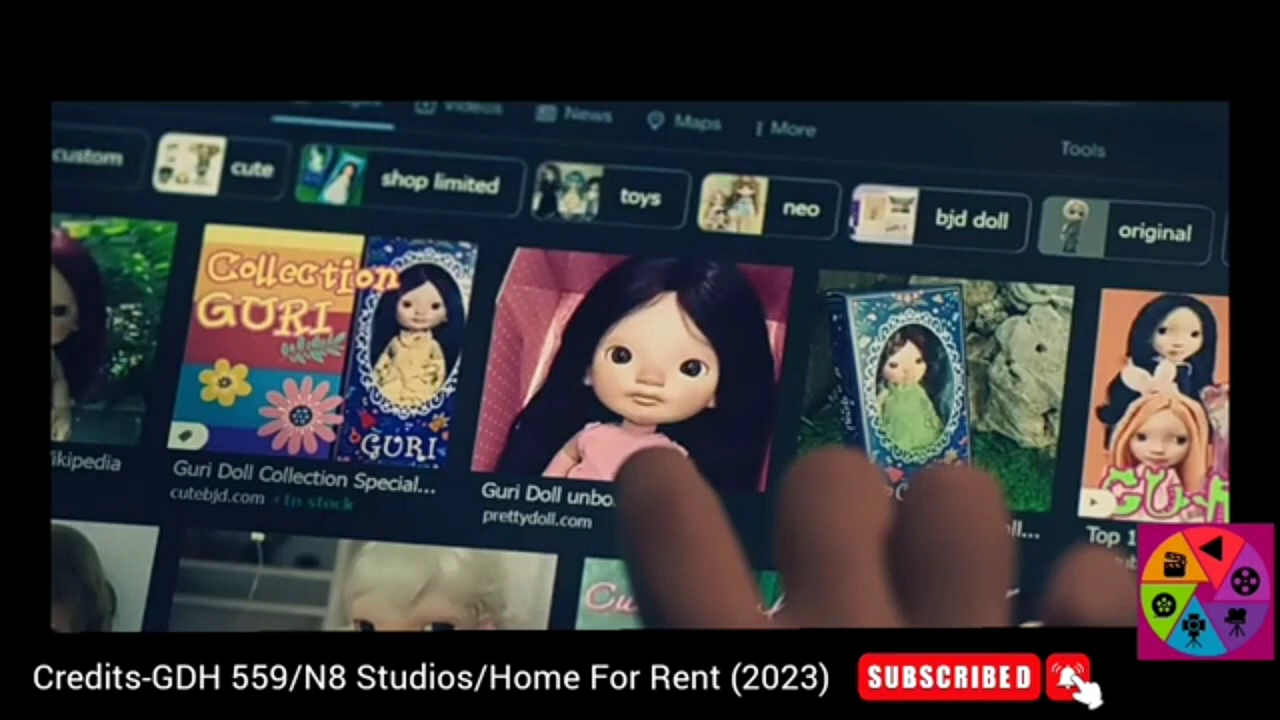 Videos
News
Maps
More
Tools
custom
cute
shop limited
toys
neo
bjd doll
original
Collection
GURI
GURI
ikipedia
Guri Doll Collection Special...
cutebjd.com · In stock
Guri Doll unbo
prettydoll.com
ll...
Top 1
Credits-GDH 559/N8 Studios/Home For Rent (2023)
SUBSCRIBED